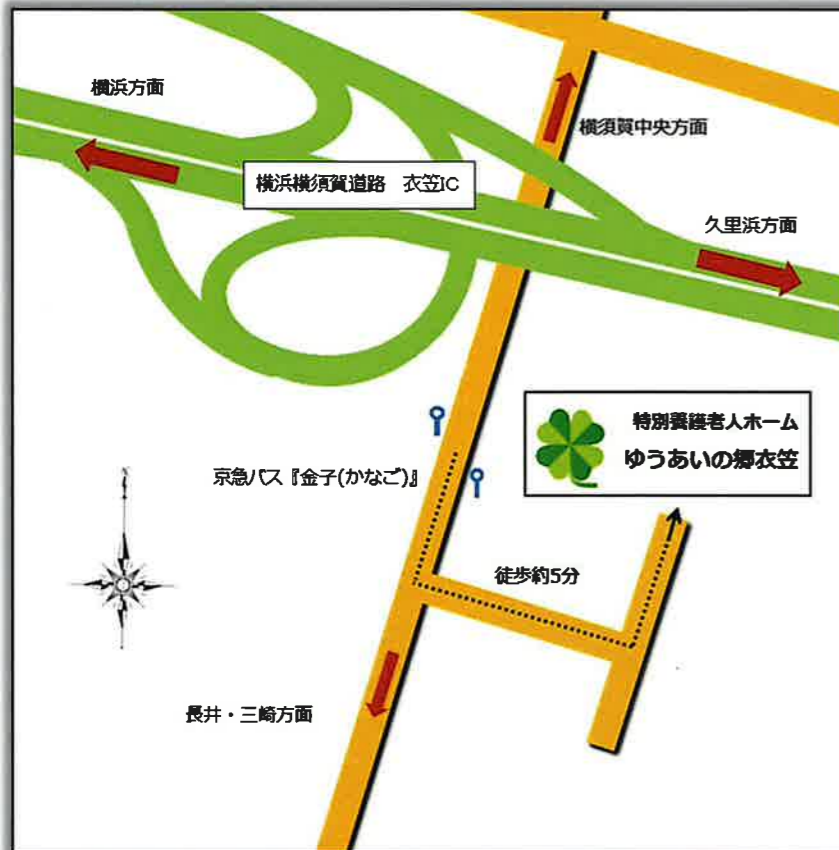 横浜方面
横須賀中央方面
横浜横須賀道路　衣笠IC
久里浜方面
特別養護老人ホーム
ゆうあいの郷衣笠
京急バス『金子(かなご)』
徒歩約5分
長井・三崎方面